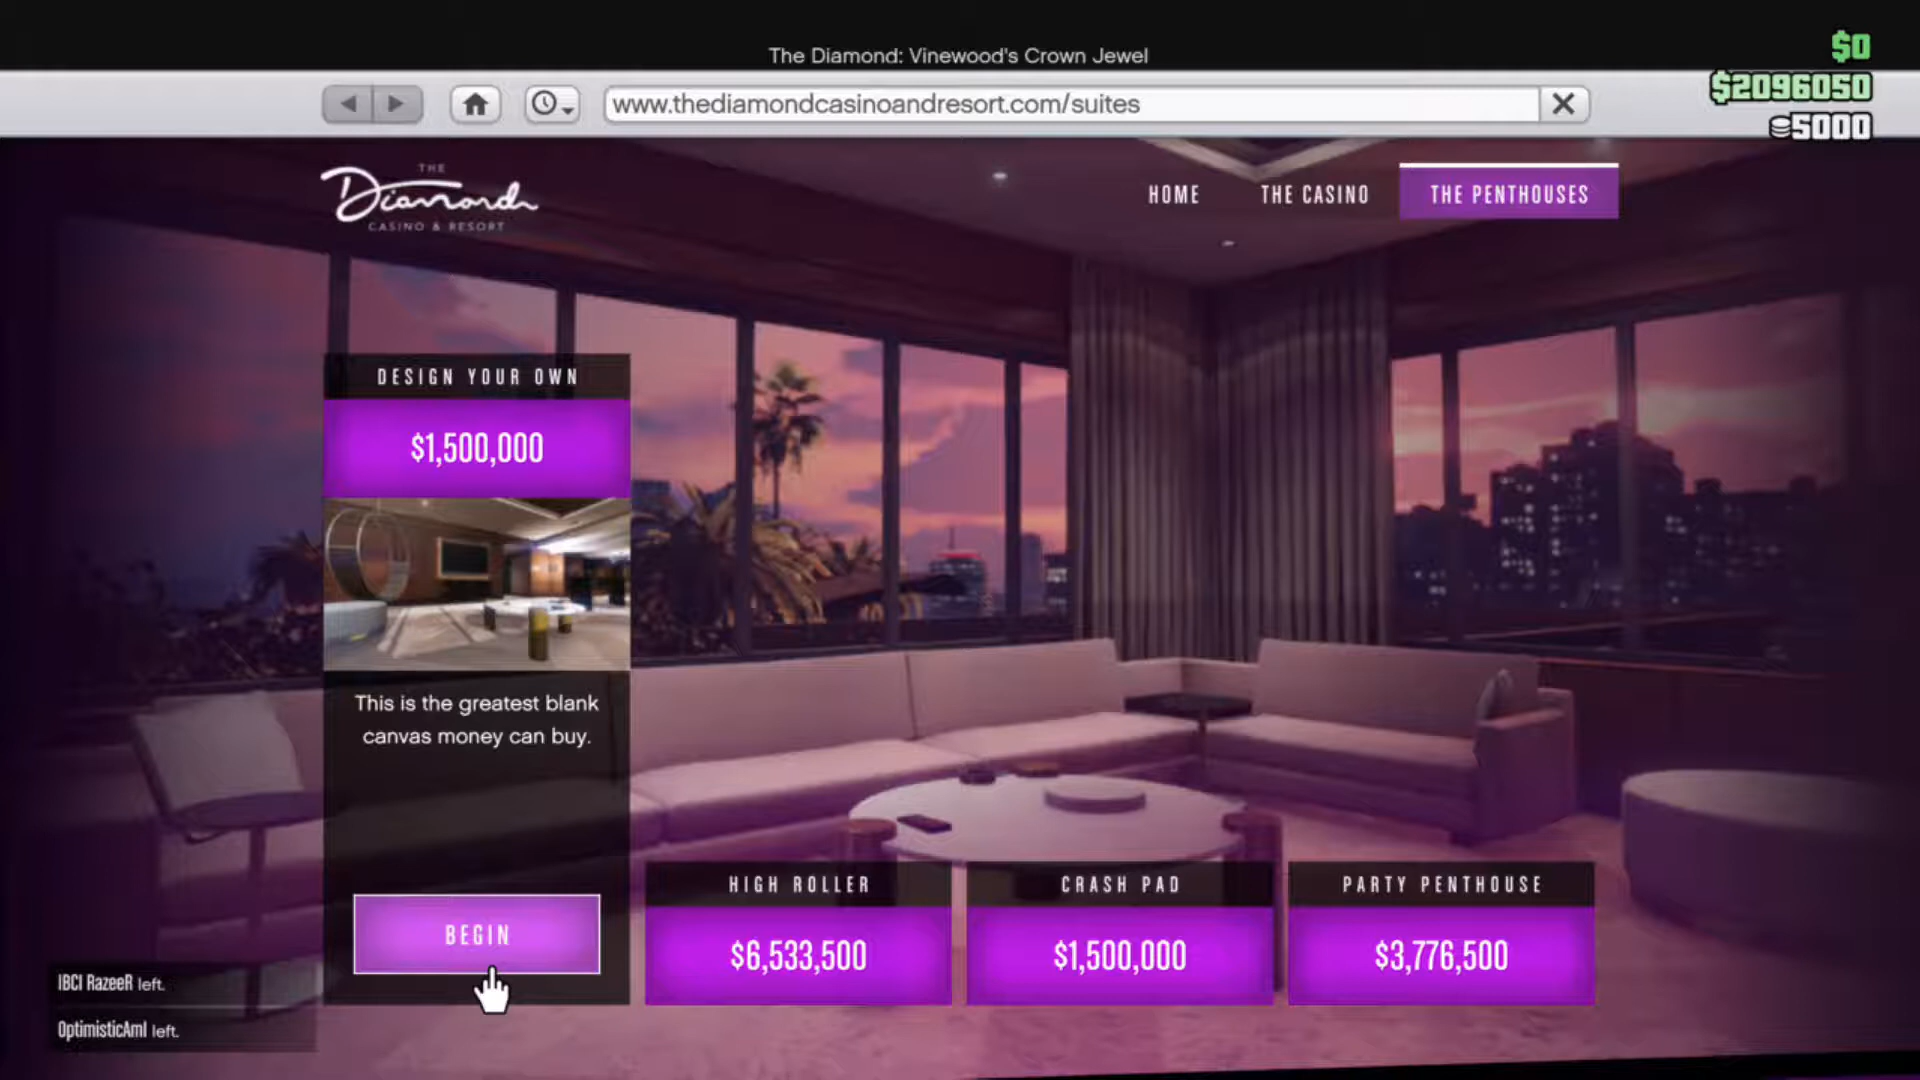 The Diamond: Vinewood's Crown Jewel
$0
$2096050
5000
www.thediamondcasinoandresort.com/suites
THE
Diamond
CASINO & RESORT
HOME
THE CASINO
THE PENTHOUSES
DESIGN YOUR OWN
$1,500,000
This is the greatest blank
canvas money can buy.
BEGIN
HIGH ROLLER
$6,533,500
CRASH PAD
$1,500,000
PARTY PENTHOUSE
$3,776,500
IBCI RazeeR left.
OptimisticAml left.